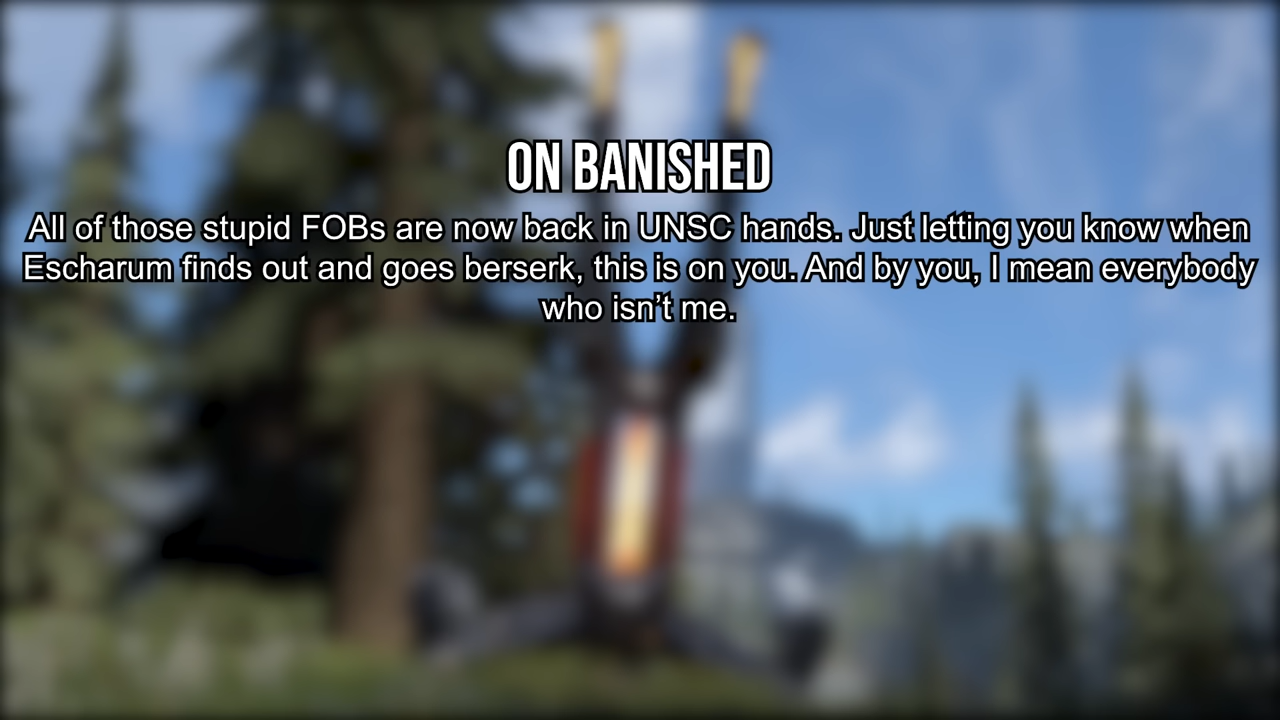 ON BANISHED
All of those stupid FOBs are now back in UNSC hands. Just letting you know when
Escharum finds out and goes berserk, this is on you. And by you, I mean everybody
who isn’t me.